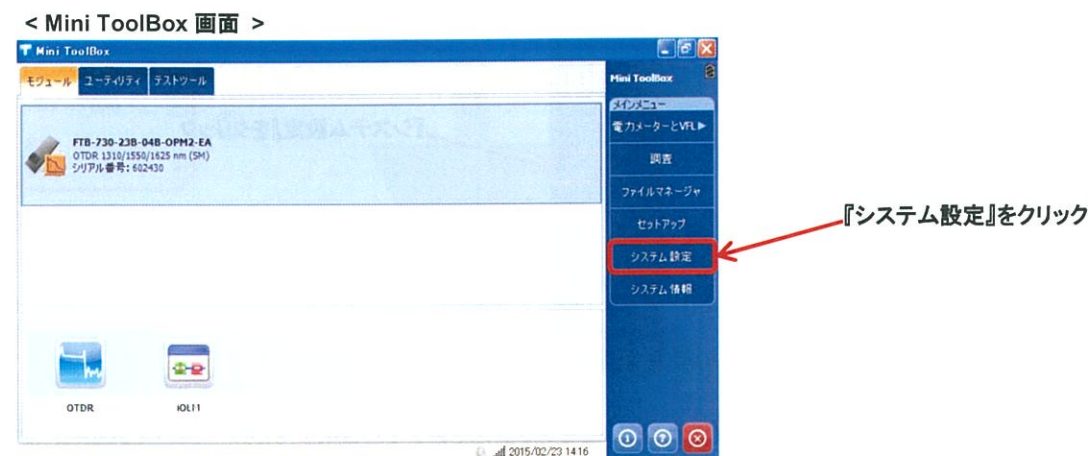 < Mini ToolBox 画面 >
Mini ToolBox
モジュール ユーティリティ テストツール
Mini ToolBox
メインメニュー
FTB-730-23B-04B-OPM2-EA
OTDR 1310/1550/1625 nm (SM)
シリアル番号: 602430
電力メーターとVFL▶
調査
ファイルマネージャ
セットアップ
システム設定
システム情報
『システム設定』をクリック
OTDR
iOLM
2015/02/23 14:16